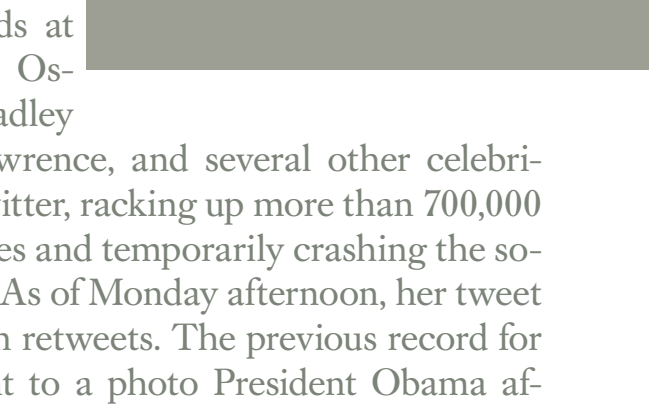 ds at
Os-
adley
wrence, and several other celebri-
itter, racking up more than 700,000
es and temporarily crashing the so-
As of Monday afternoon, her tweet
n retweets. The previous record for
t to a photo President Obama af-